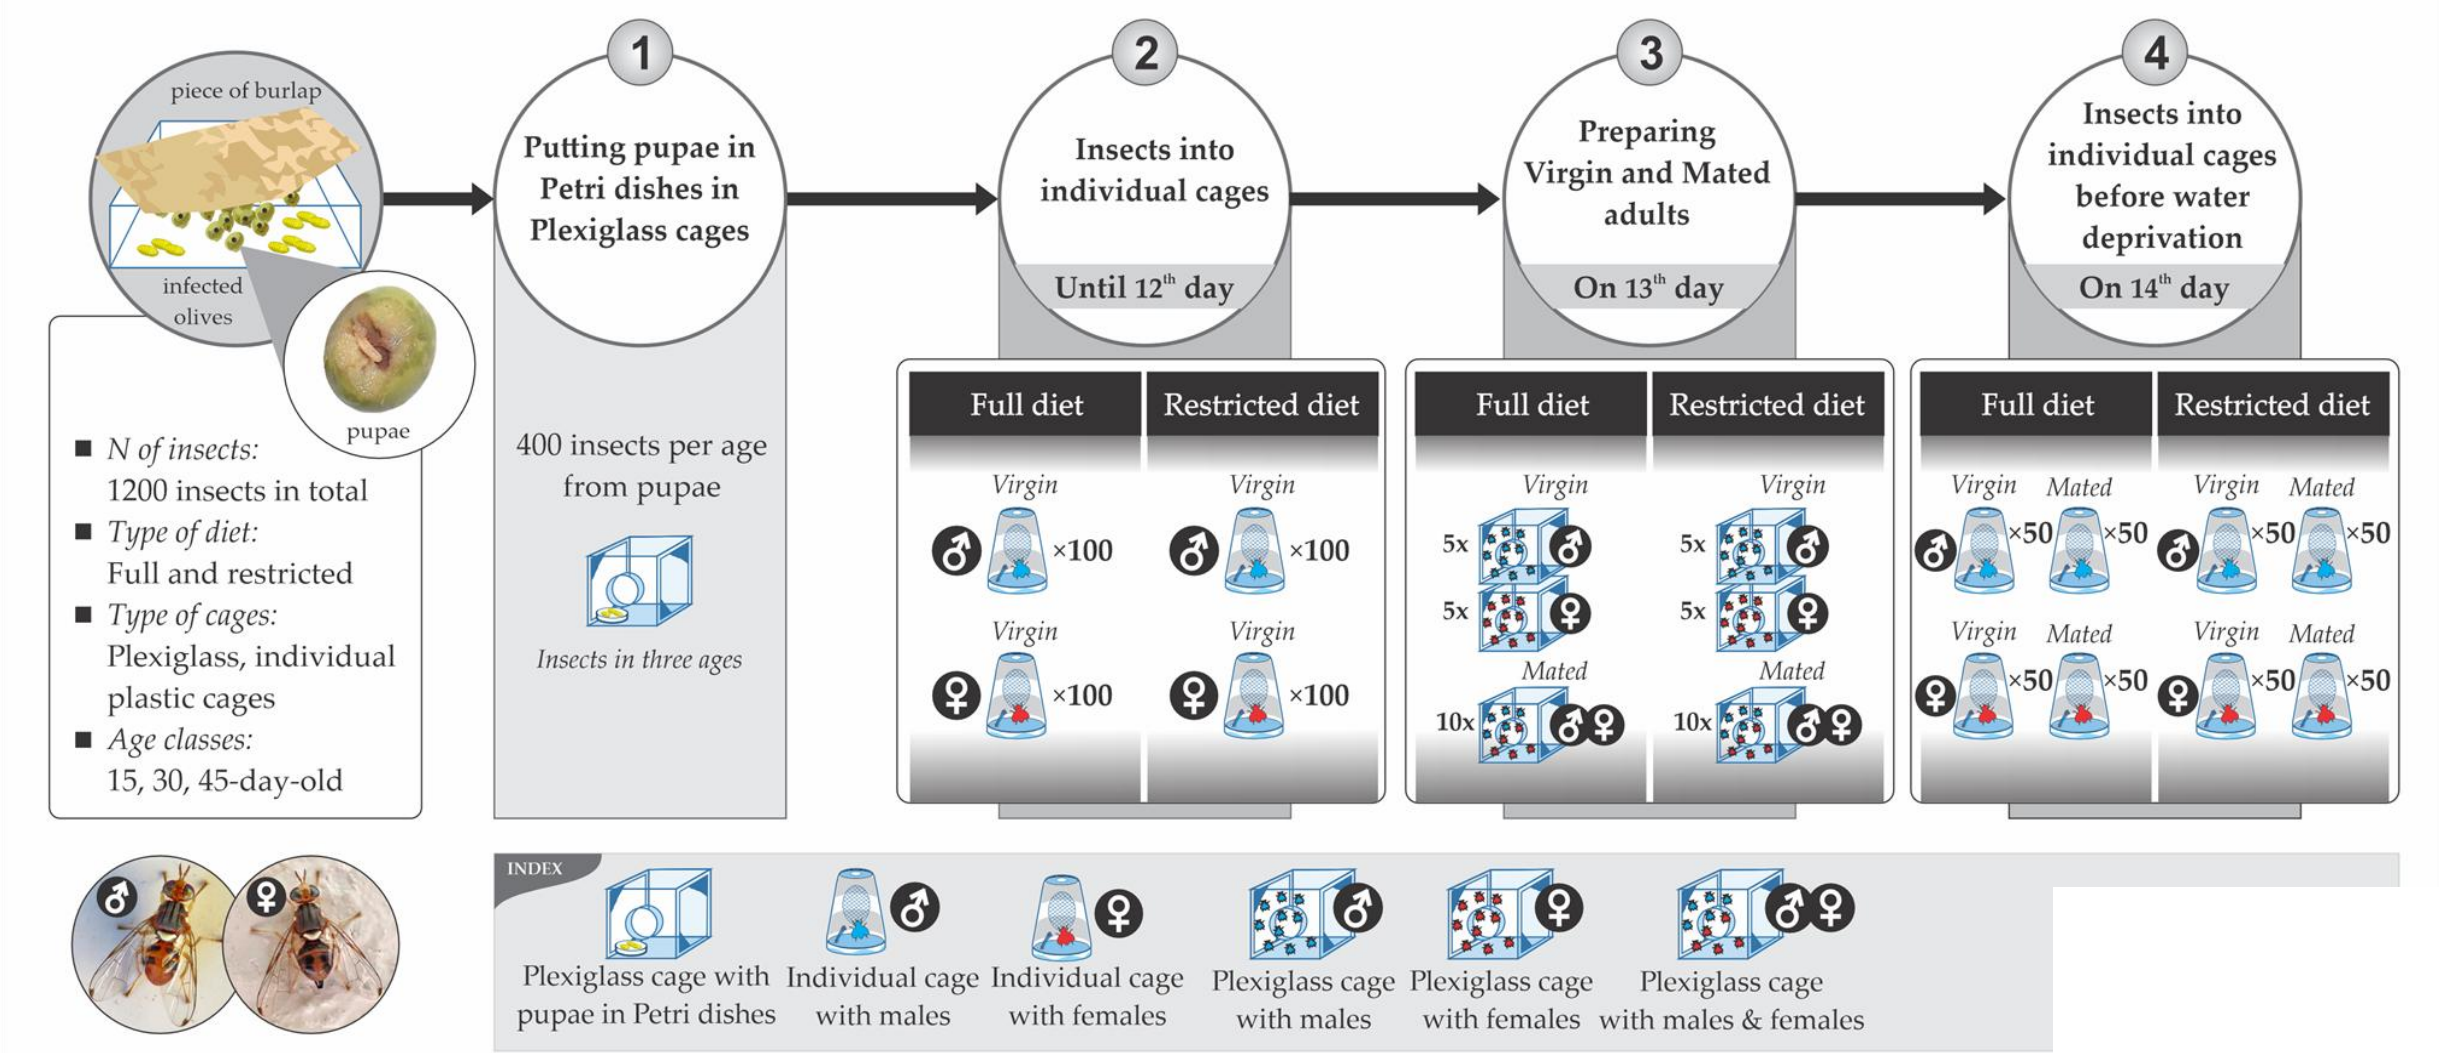 piece of burlap
infected
olives
pupae
■ N of insects:
1200 insects in total
■ Type of diet:
Full and restricted
■ Type of cages:
Plexiglass, individual
plastic cages
■ Age classes:
15, 30, 45-day-old
♂ ♀
1
Putting pupae in
Petri dishes in
Plexiglass cages
400 insects per age
from pupae
Insects in three ages
2
Insects into
individual cages
Until 12th day
Full diet Restricted diet
Virgin Virgin
♂ ×100 ♂ ×100
Virgin Virgin
♀ ×100 ♀ ×100
3
Preparing
Virgin and Mated
adults
On 13th day
Full diet Restricted diet
Virgin Virgin
5x ♂ 5x ♂
5x ♀ 5x ♀
Mated Mated
10x ♂♀ 10x ♂♀
4
Insects into
individual cages
before water
deprivation
On 14th day
Full diet Restricted diet
Virgin Mated Virgin Mated
♂ ×50 ×50 ♂ ×50 ×50
Virgin Mated Virgin Mated
♀ ×50 ×50 ♀ ×50 ×50
INDEX
Plexiglass cage with
pupae in Petri dishes
♂
Individual cage
with males
♀
Individual cage
with females
♂
Plexiglass cage
with males
♀
Plexiglass cage
with females
♂♀
Plexiglass cage
with males & females